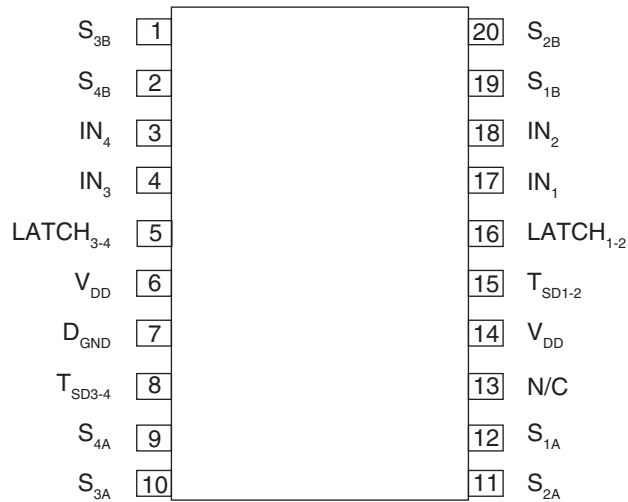 S3B 1 20 S2B
S4B 2 19 S1B
IN4 3 18 IN2
IN3 4 17 IN1
LATCH3-4 5 16 LATCH1-2
VDD 6 15 TSD1-2
DGND 7 14 VDD
TSD3-4 8 13 N/C
S4A 9 12 S1A
S3A 10 11 S2A